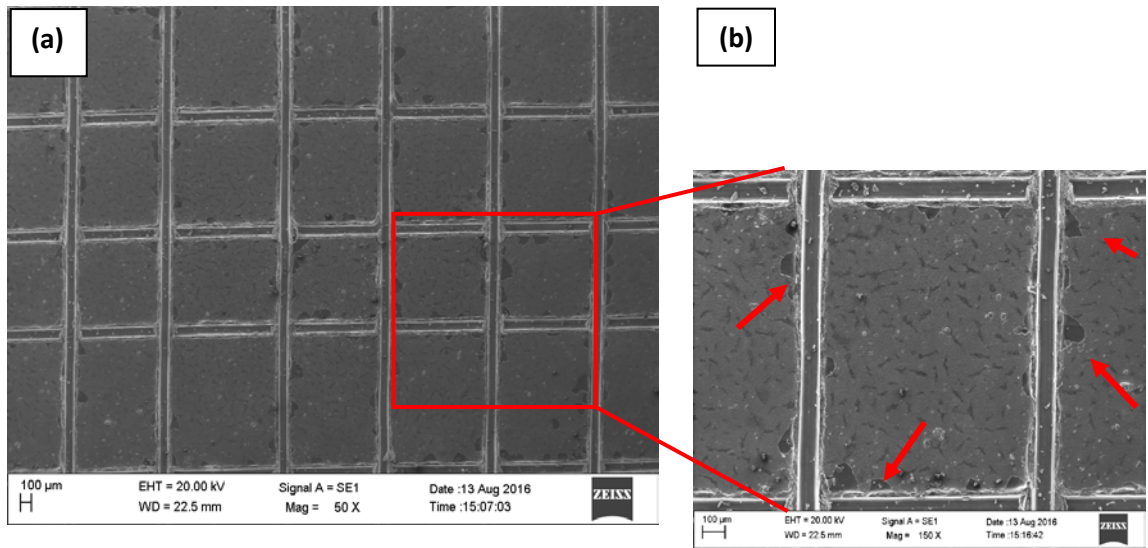 (a)
100 µm
EHT = 20.00 kV
Signal A = SE1
Date :13 Aug 2016
WD = 22.5 mm
Mag = 50 X
Time :15:07:03
ZEISS
(b)
100 µm
EHT = 20.00 kV
Signal A = SE1
Date :13 Aug 2016
WD = 22.5 mm
Mag = 150 X
Time :15:16:42
ZEISS